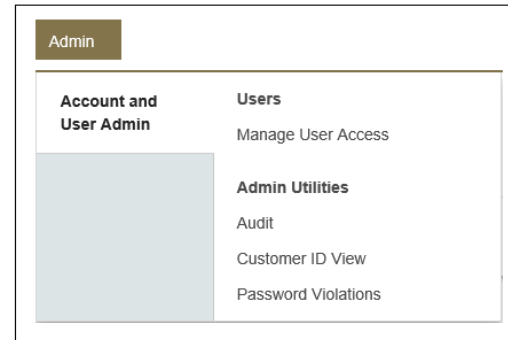 Admin
Account and
User Admin
Users
Manage User Access
Admin Utilities
Audit
Customer ID View
Password Violations